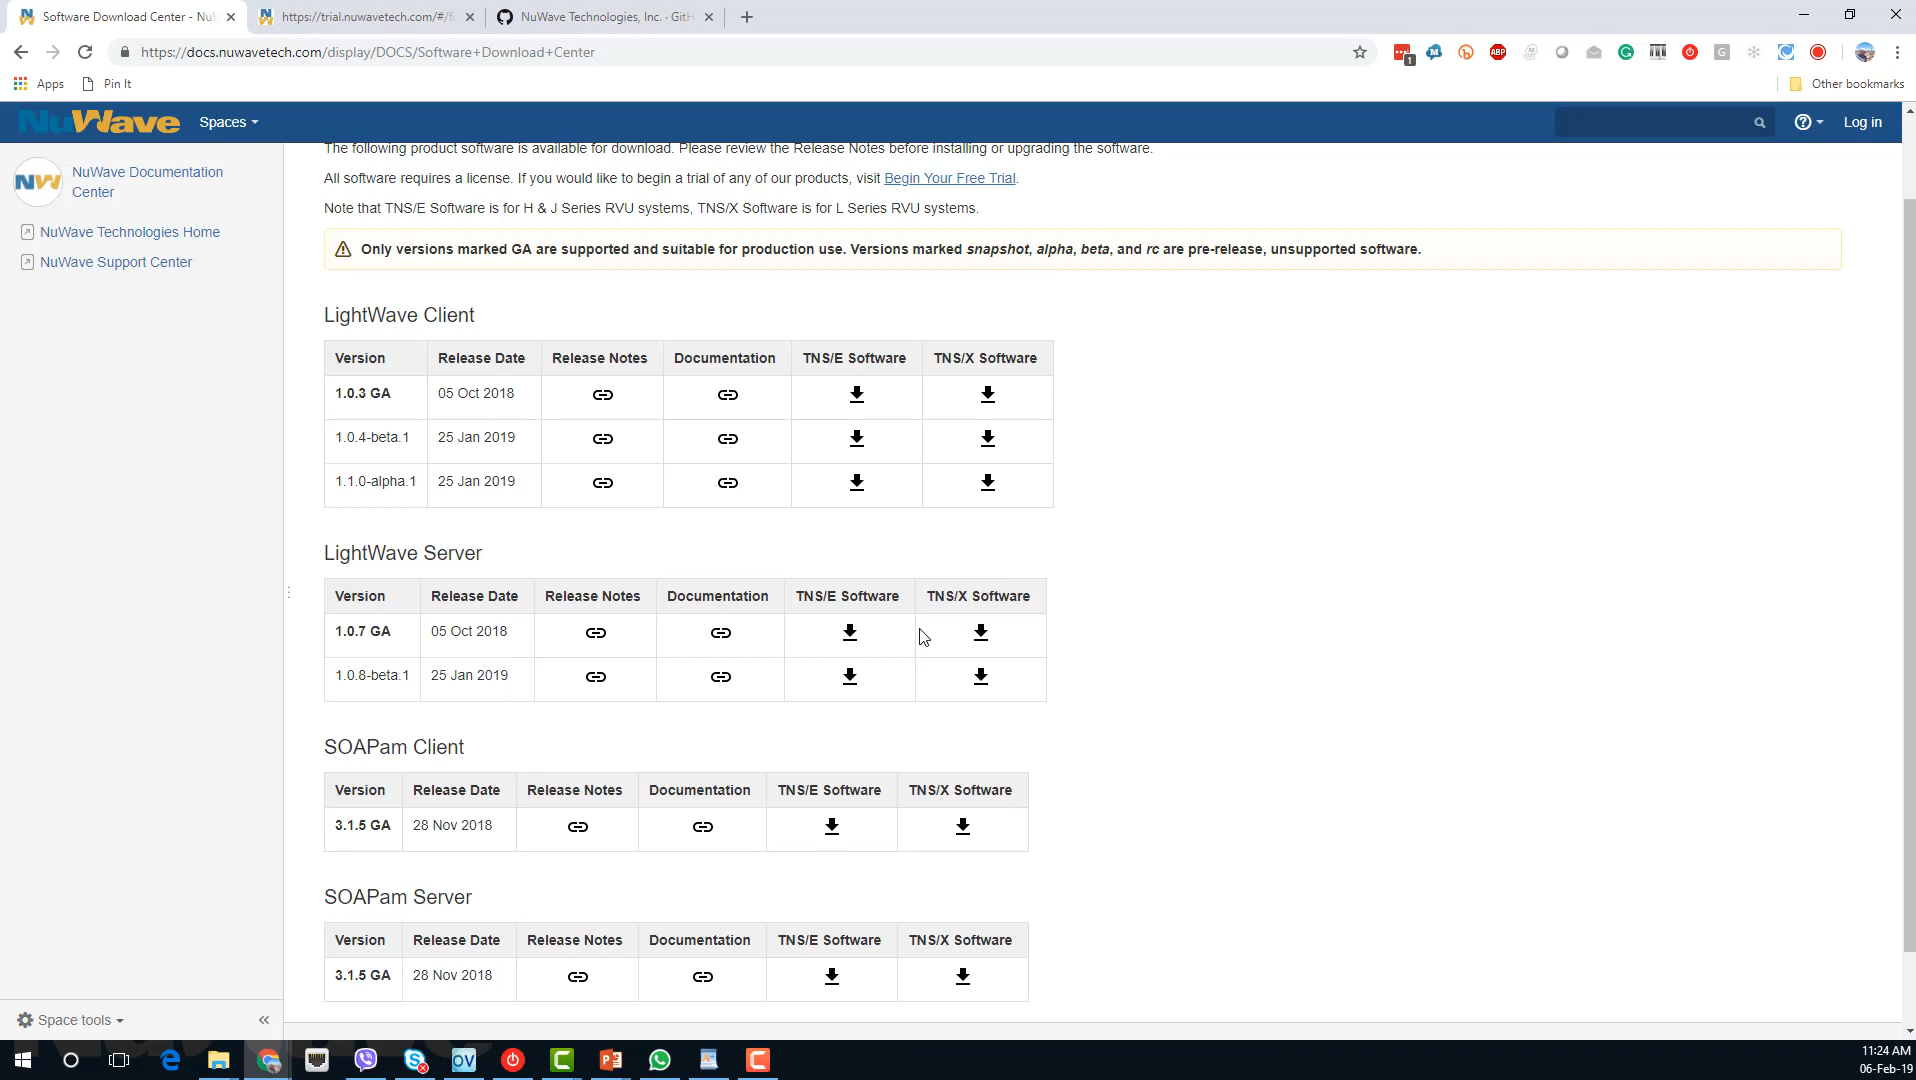 Software Download Center - NuW
https://trial.nuwavetech.com/#/fo
NuWave Technologies, Inc. · GitH
https://docs.nuwavetech.com/display/DOCS/Software+Download+Center
1
ABP
G
G
Apps
Pin It
Other bookmarks
NuWave
Spaces
?
Log in
NW
NuWave Documentation
Center
NuWave Technologies Home
NuWave Support Center
The following product software is available for download. Please review the Release Notes before installing or upgrading the software.
All software requires a license. If you would like to begin a trial of any of our products, visit Begin Your Free Trial.
Note that TNS/E Software is for H & J Series RVU systems, TNS/X Software is for L Series RVU systems.
Only versions marked GA are supported and suitable for production use. Versions marked snapshot, alpha, beta, and rc are pre-release, unsupported software.
LightWave Client
Version Release Date Release Notes Documentation TNS/E Software TNS/X Software
1.0.3 GA 05 Oct 2018
1.0.4-beta.1 25 Jan 2019
1.1.0-alpha.1 25 Jan 2019
LightWave Server
Version Release Date Release Notes Documentation TNS/E Software TNS/X Software
1.0.7 GA 05 Oct 2018
1.0.8-beta.1 25 Jan 2019
SOAPam Client
Version Release Date Release Notes Documentation TNS/E Software TNS/X Software
3.1.5 GA 28 Nov 2018
SOAPam Server
Version Release Date Release Notes Documentation TNS/E Software TNS/X Software
3.1.5 GA 28 Nov 2018
Space tools
OV
11:24 AM
06-Feb-19